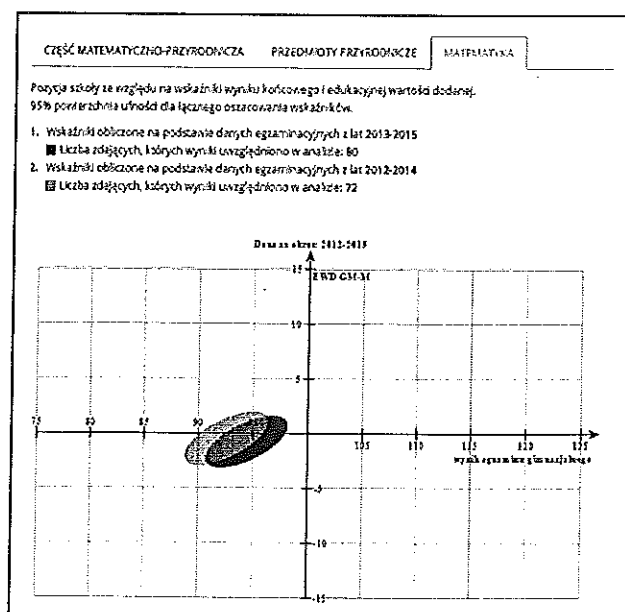 CZĘŚĆ MATEMATYCZNO-PRZYRODNICZA PRZEDMIOTY PRZYRODNICZE MATEMATYKA
Pozycja szkoły ze względu na wskaźniki wyniku końcowego i edukacyjnej wartości dodanej.
95% powierzchnia ufności dla łącznego oszacowania wskaźników.
1. Wskaźniki obliczone na podstawie danych egzaminacyjnych z lat 2013-2015
Liczba zdających, których wyniki uwzględniono w analizie: 80
2. Wskaźniki obliczone na podstawie danych egzaminacyjnych z lat 2012-2014
Liczba zdających, których wyniki uwzględniono w analizie: 72
Dane za okres: 2012-2015
15 EWD GM-M
10
5
75 80 85 90
105 110 115 120 125
wynik egzaminu gimnazjalnego
-5
-10
-15